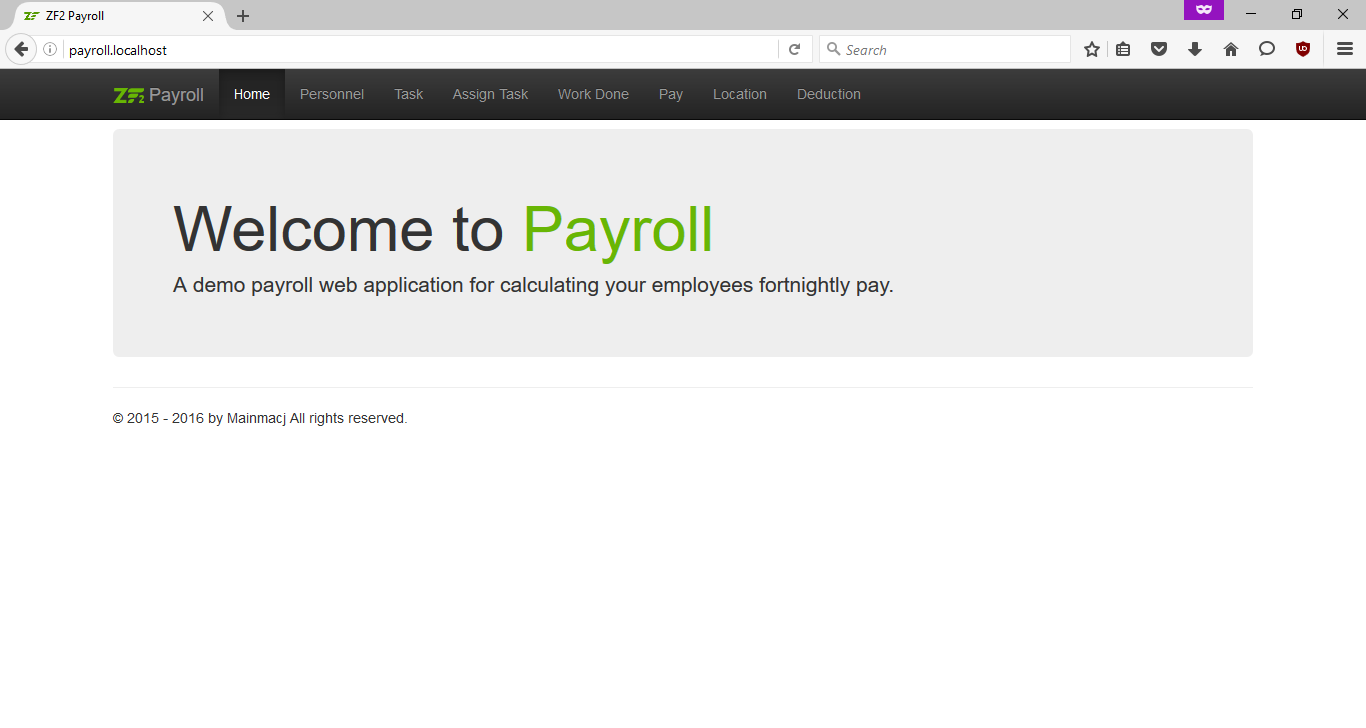 ZF2 Payroll
payroll.localhost
Search
ZF2 Payroll Home Personnel Task Assign Task Work Done Pay Location Deduction
Welcome to Payroll
A demo payroll web application for calculating your employees fortnightly pay.
© 2015 - 2016 by Mainmacj All rights reserved.